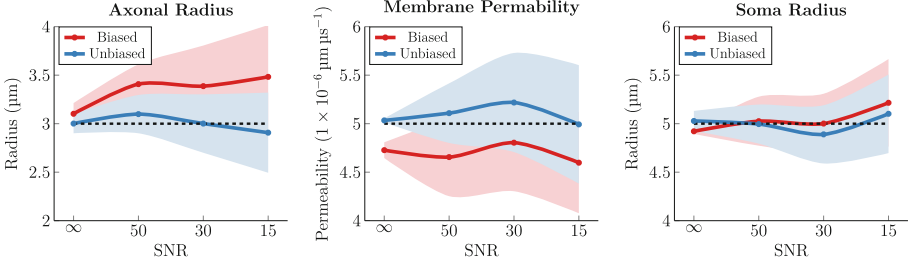 Axonal Radius
Biased
Unbiased
4
3.5
3
2.5
2
Radius (µm)
∞ 50 30 15
SNR
Membrane Permability
Biased
Unbiased
6
5.5
5
4.5
4
Permeability (1 × 10⁻⁶ µm µs⁻¹)
∞ 50 30 15
SNR
Soma Radius
Biased
Unbiased
6
5.5
5
4.5
4
Radius (µm)
∞ 50 30 15
SNR